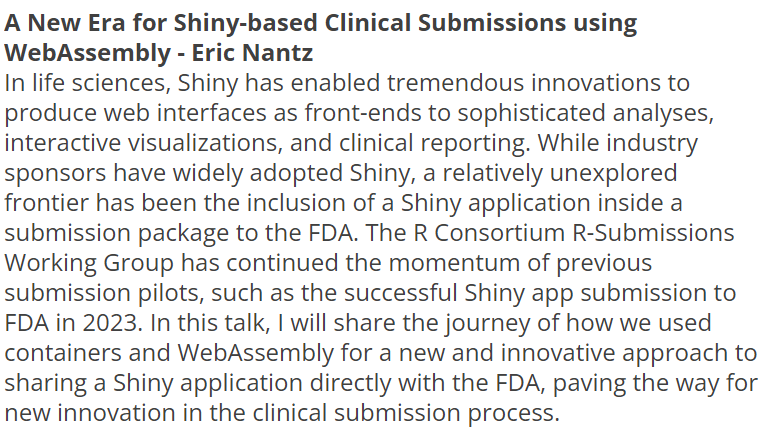 A New Era for Shiny-based Clinical Submissions using
WebAssembly - Eric Nantz
In life sciences, Shiny has enabled tremendous innovations to
produce web interfaces as front-ends to sophisticated analyses,
interactive visualizations, and clinical reporting. While industry
sponsors have widely adopted Shiny, a relatively unexplored
frontier has been the inclusion of a Shiny application inside a
submission package to the FDA. The R Consortium R-Submissions
Working Group has continued the momentum of previous
submission pilots, such as the successful Shiny app submission to
FDA in 2023. In this talk, I will share the journey of how we used
containers and WebAssembly for a new and innovative approach to
sharing a Shiny application directly with the FDA, paving the way for
new innovation in the clinical submission process.